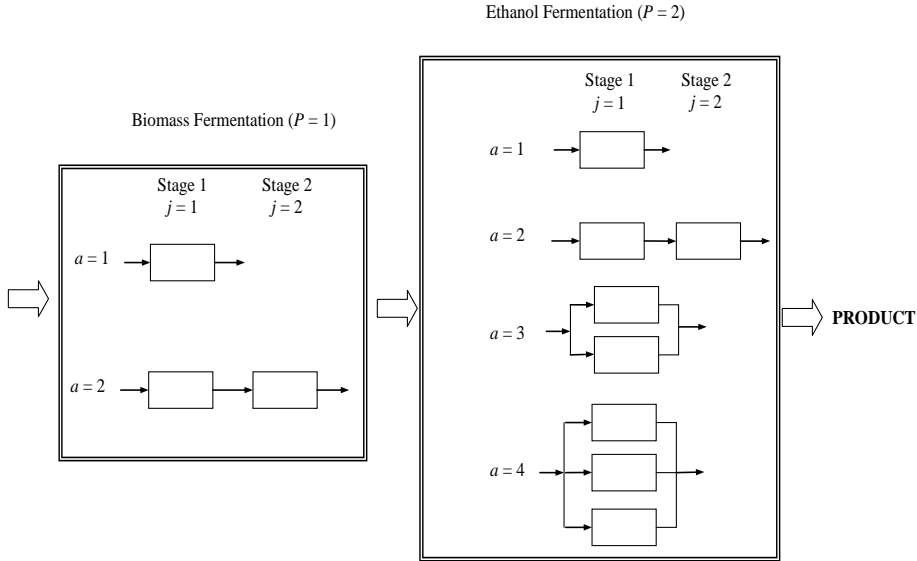 Ethanol Fermentation (P = 2)
Stage 1 Stage 2
j = 1 j = 2
a = 1
a = 2
a = 3
a = 4
Biomass Fermentation (P = 1)
Stage 1 Stage 2
j = 1 j = 2
a = 1
a = 2
PRODUCT